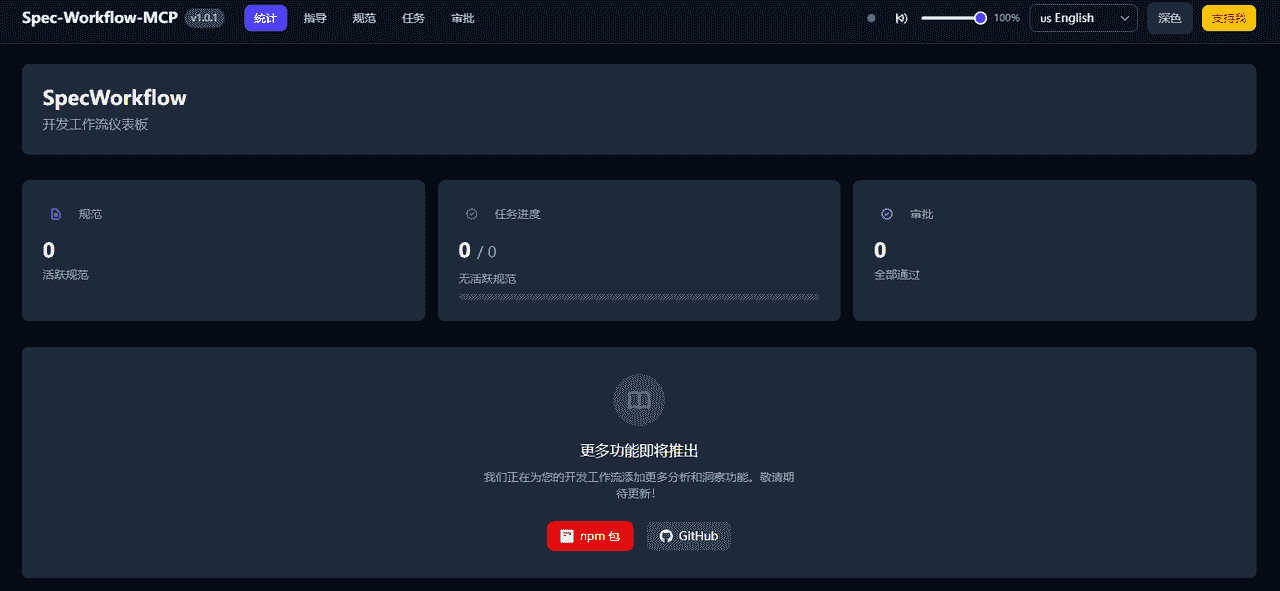 Spec-Workflow-MCP v1.0.1 统计 指导 规范 任务 审批 100% us English 深色 支持我
SpecWorkflow
开发工作流仪表板
规范
0
活跃规范
任务进度
0 / 0
无活跃规范
审批
0
全部通过
更多功能即将推出
我们正在为您的开发工作流添加更多分析和洞察功能。敬请期
待更新！
npm 包 GitHub